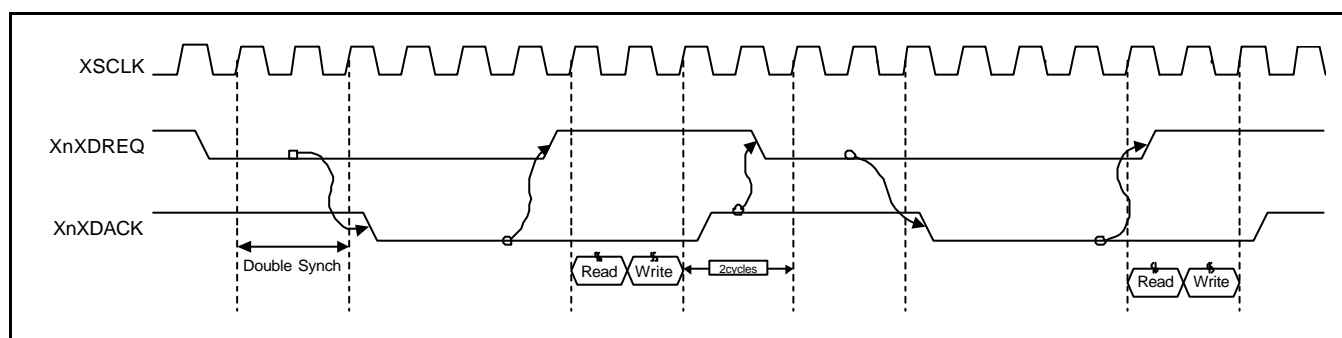 XSCLK
XnXDREQ
XnXDACK
Double Synch
Read Write 2cycles Read Write